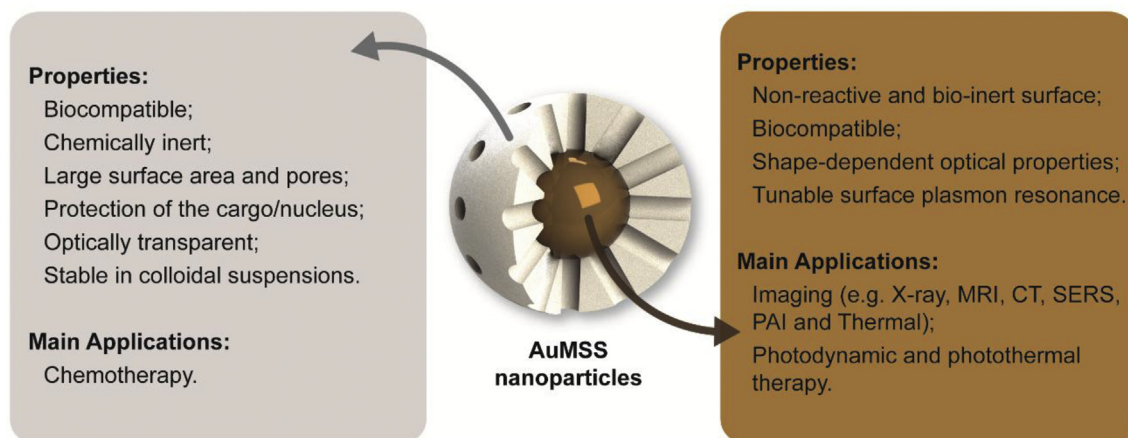 Properties:
Biocompatible;
Chemically inert;
Large surface area and pores;
Protection of the cargo/nucleus;
Optically transparent;
Stable in colloidal suspensions.
Main Applications:
Chemotherapy.
AuMSS
nanoparticles
Properties:
Non-reactive and bio-inert surface;
Biocompatible;
Shape-dependent optical properties;
Tunable surface plasmon resonance.
Main Applications:
Imaging (e.g. X-ray, MRI, CT, SERS,
PAI and Thermal);
Photodynamic and photothermal
therapy.